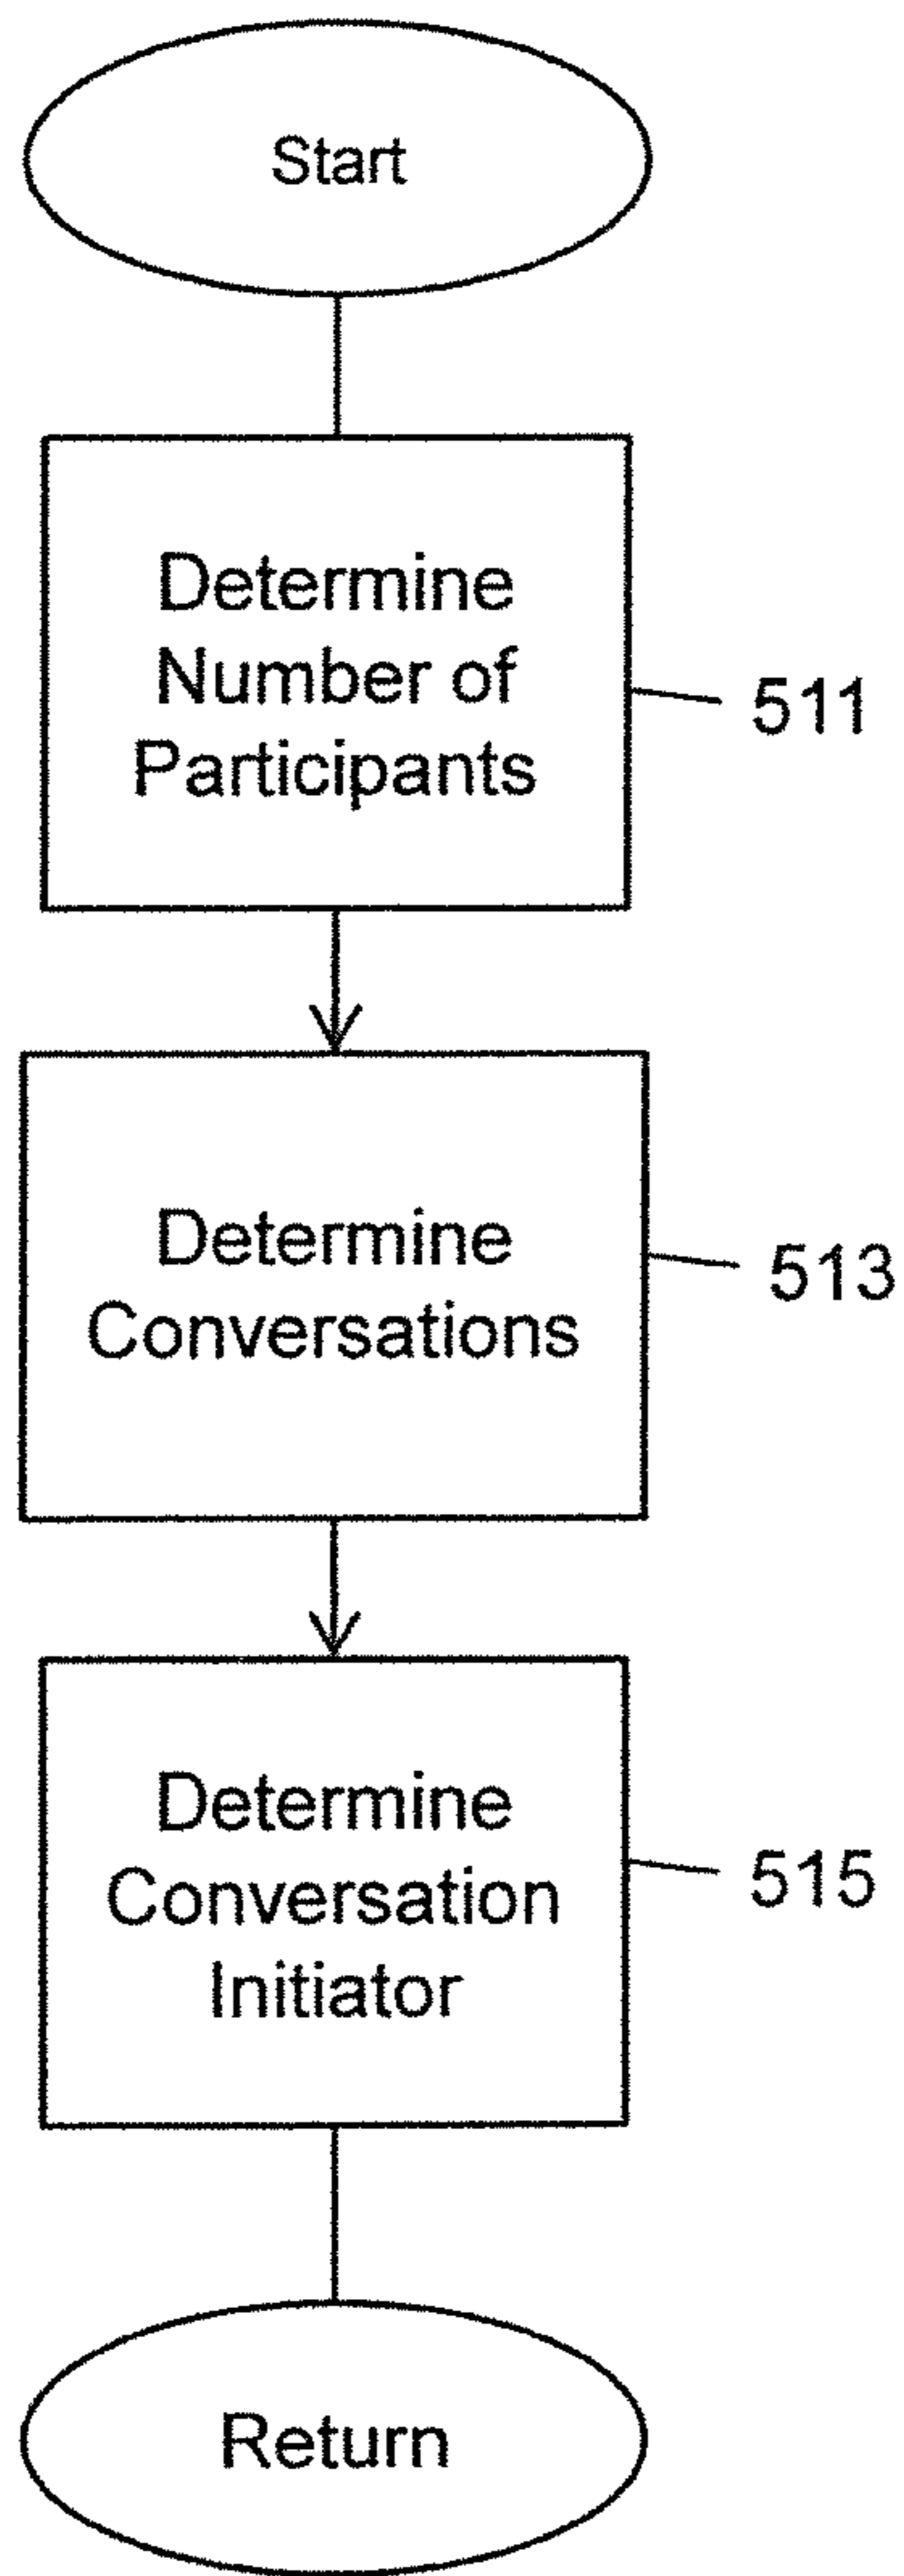 Start
Determine
Number of
Participants
511
Determine
Conversations
513
Determine
Conversation
Initiator
515
Return